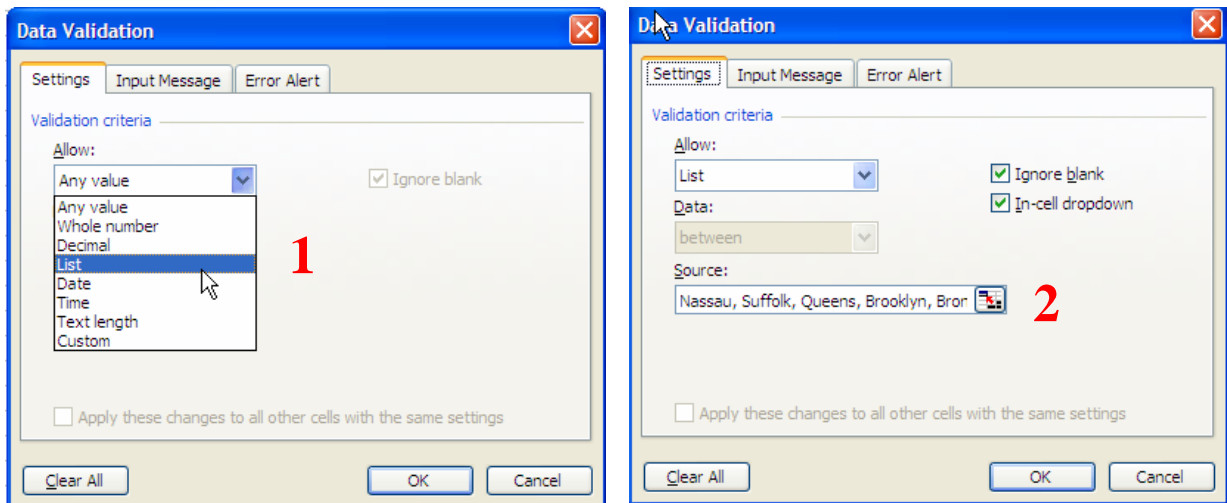 Data Validation
Settings Input Message Error Alert
Validation criteria
Allow:
Any value
Ignore blank
Any value
Whole number
Decimal
List
Date
Time
Text length
Custom
1
Apply these changes to all other cells with the same settings
Clear All OK Cancel
Data Validation
Settings Input Message Error Alert
Validation criteria
Allow:
List
Ignore blank
Data:
In-cell dropdown
between
Source:
Nassau, Suffolk, Queens, Brooklyn, Bror
2
Apply these changes to all other cells with the same settings
Clear All OK Cancel